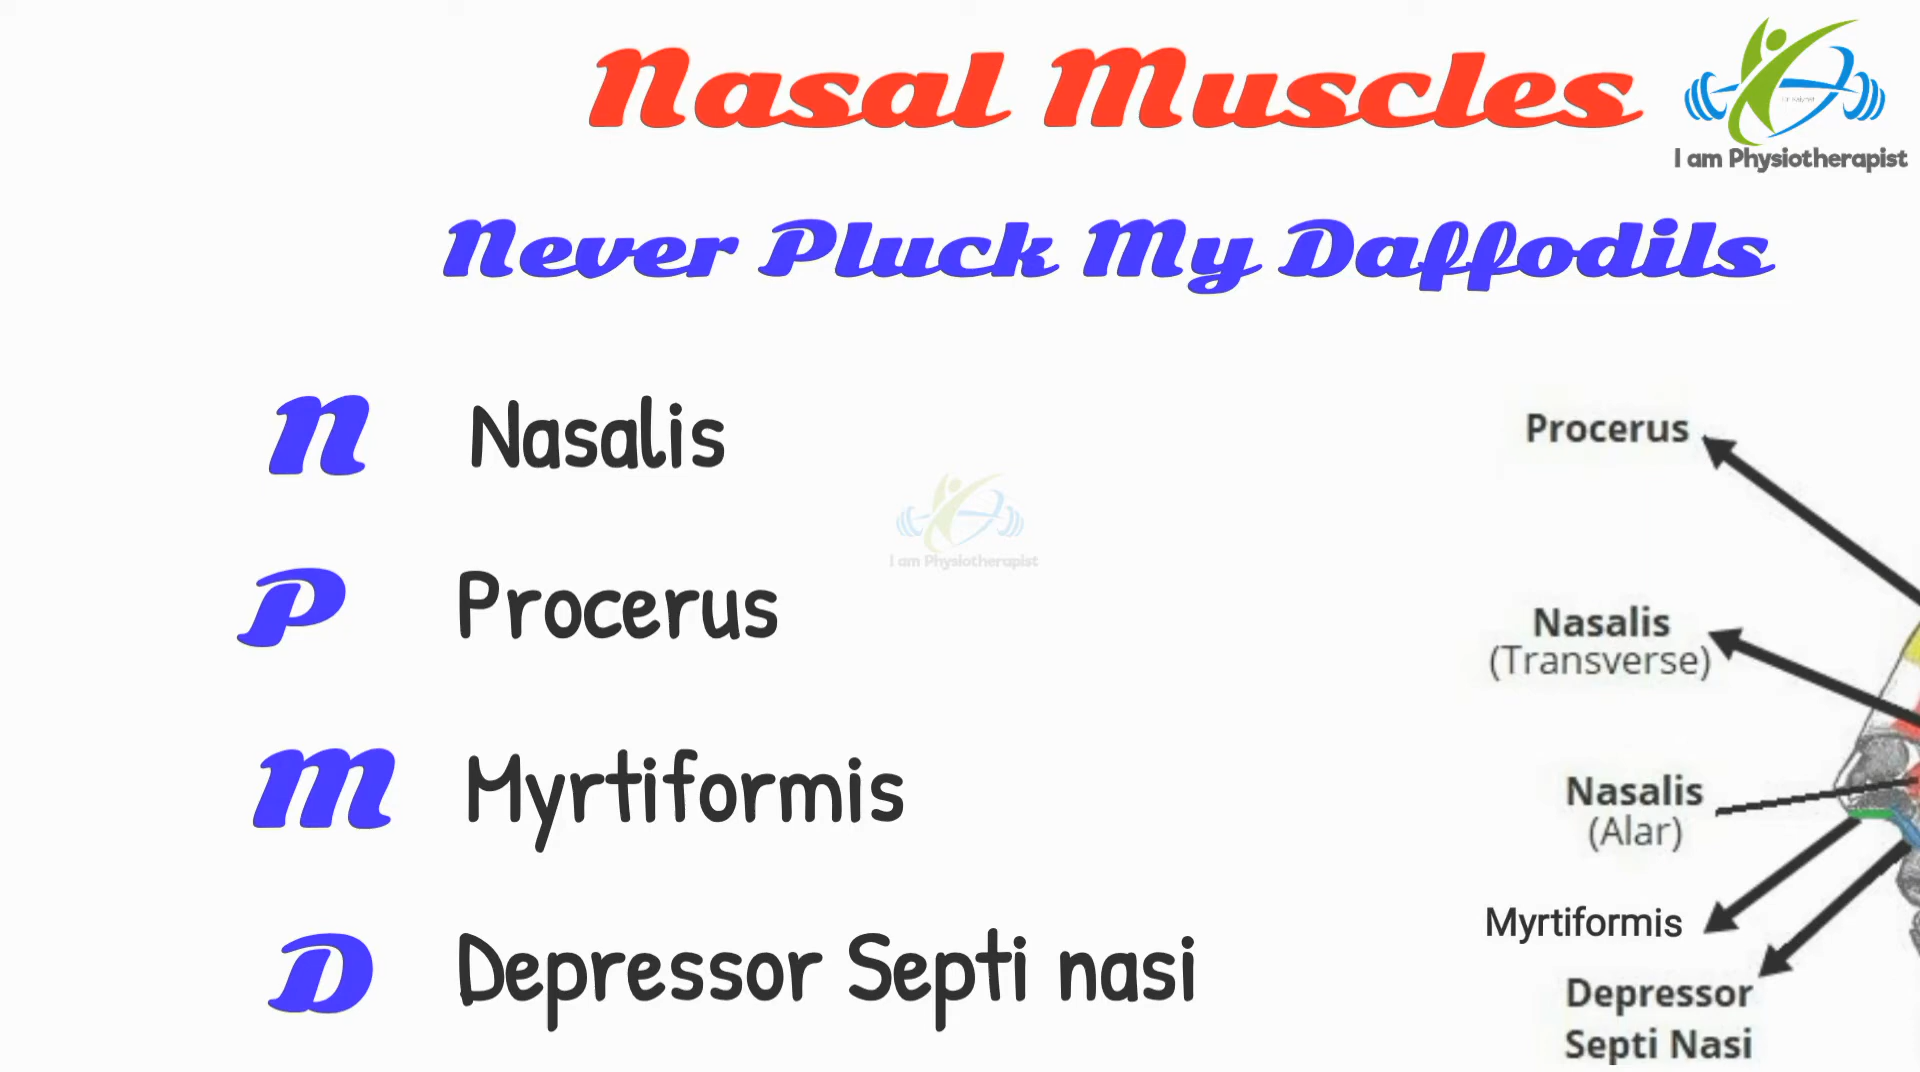 Nasal Muscles
I am Physiotherapist
Never Pluck My Daffodils
N Nasalis
P Procerus
M Myrtiformis
D Depressor Septi nasi
I am Physiotherapist
Procerus
Nasalis
(Transverse)
Nasalis
(Alar)
Myrtiformis
Depressor
Septi Nasi